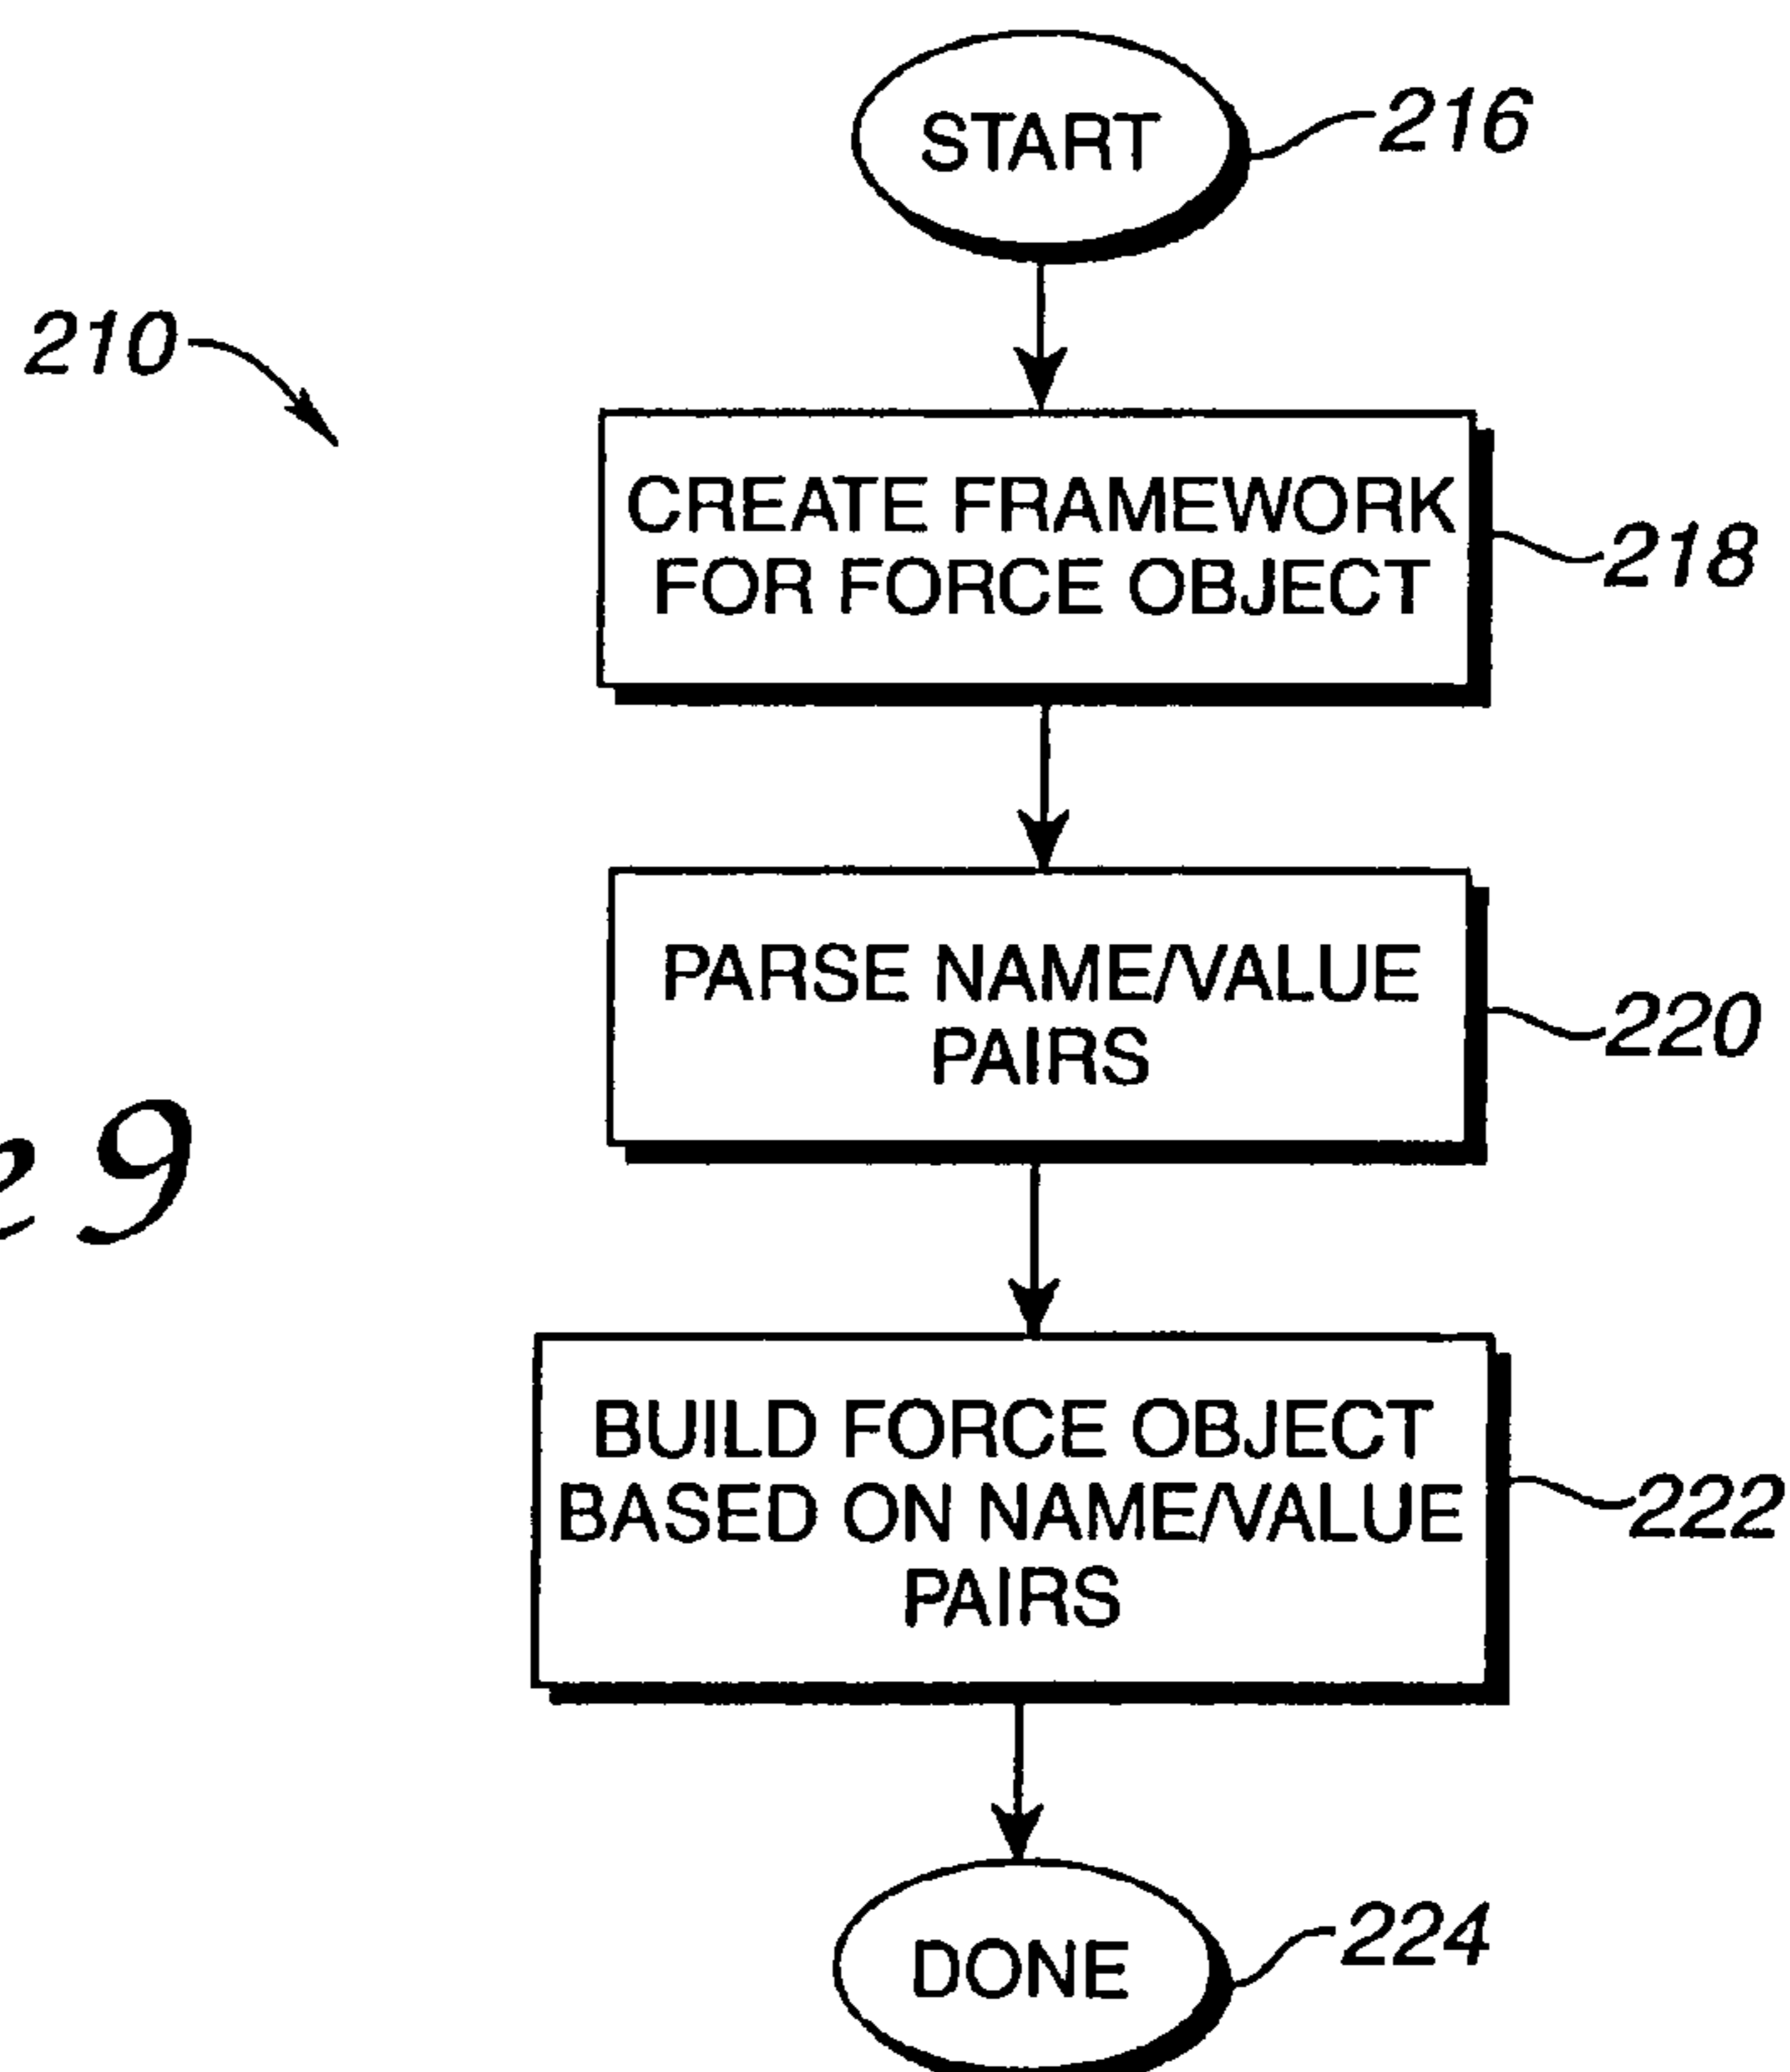 START
216
210
CREATE FRAMEWORK
FOR FORCE OBJECT
218
PARSE NAME/VALUE
PAIRS
220
9
BUILD FORCE OBJECT
BASED ON NAME/VALUE
PAIRS
222
DONE
224